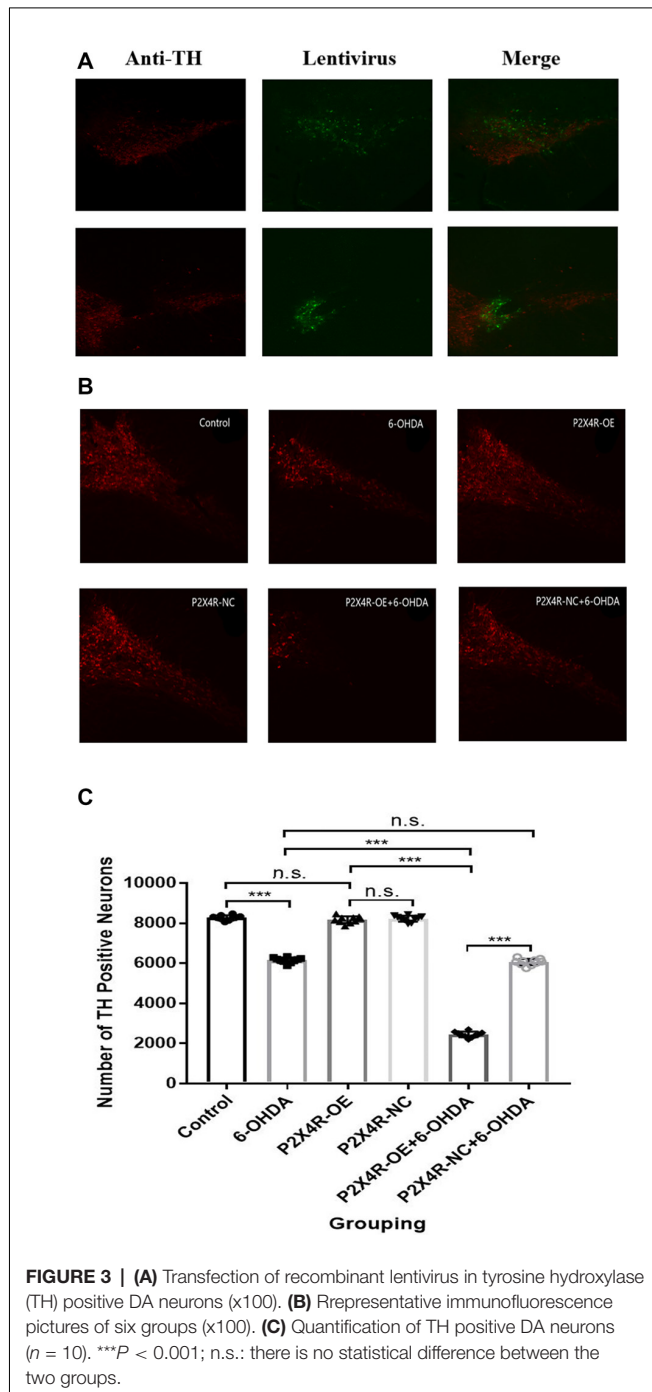 A
Anti-TH Lentivirus Merge
B
Control 6-OHDA P2X4R-OE
P2X4R-NC P2X4R-OE+6-OHDA P2X4R-NC+6-OHDA
C
n.s.
***
***
n.s.
n.s.
***
***
10000
8000
6000
4000
2000
0
Number of TH Positive Neurons
Control
6-OHDA
P2X4R-OE
P2X4R-NC
P2X4R-OE+6-OHDA
P2X4R-NC+6-OHDA
Grouping
FIGURE 3 | (A) Transfection of recombinant lentivirus in tyrosine hydroxylase
(TH) positive DA neurons (x100). (B) Rrepresentative immunofluorescence
pictures of six groups (x100). (C) Quantification of TH positive DA neurons
(n = 10). ***P < 0.001; n.s.: there is no statistical difference between the
two groups.